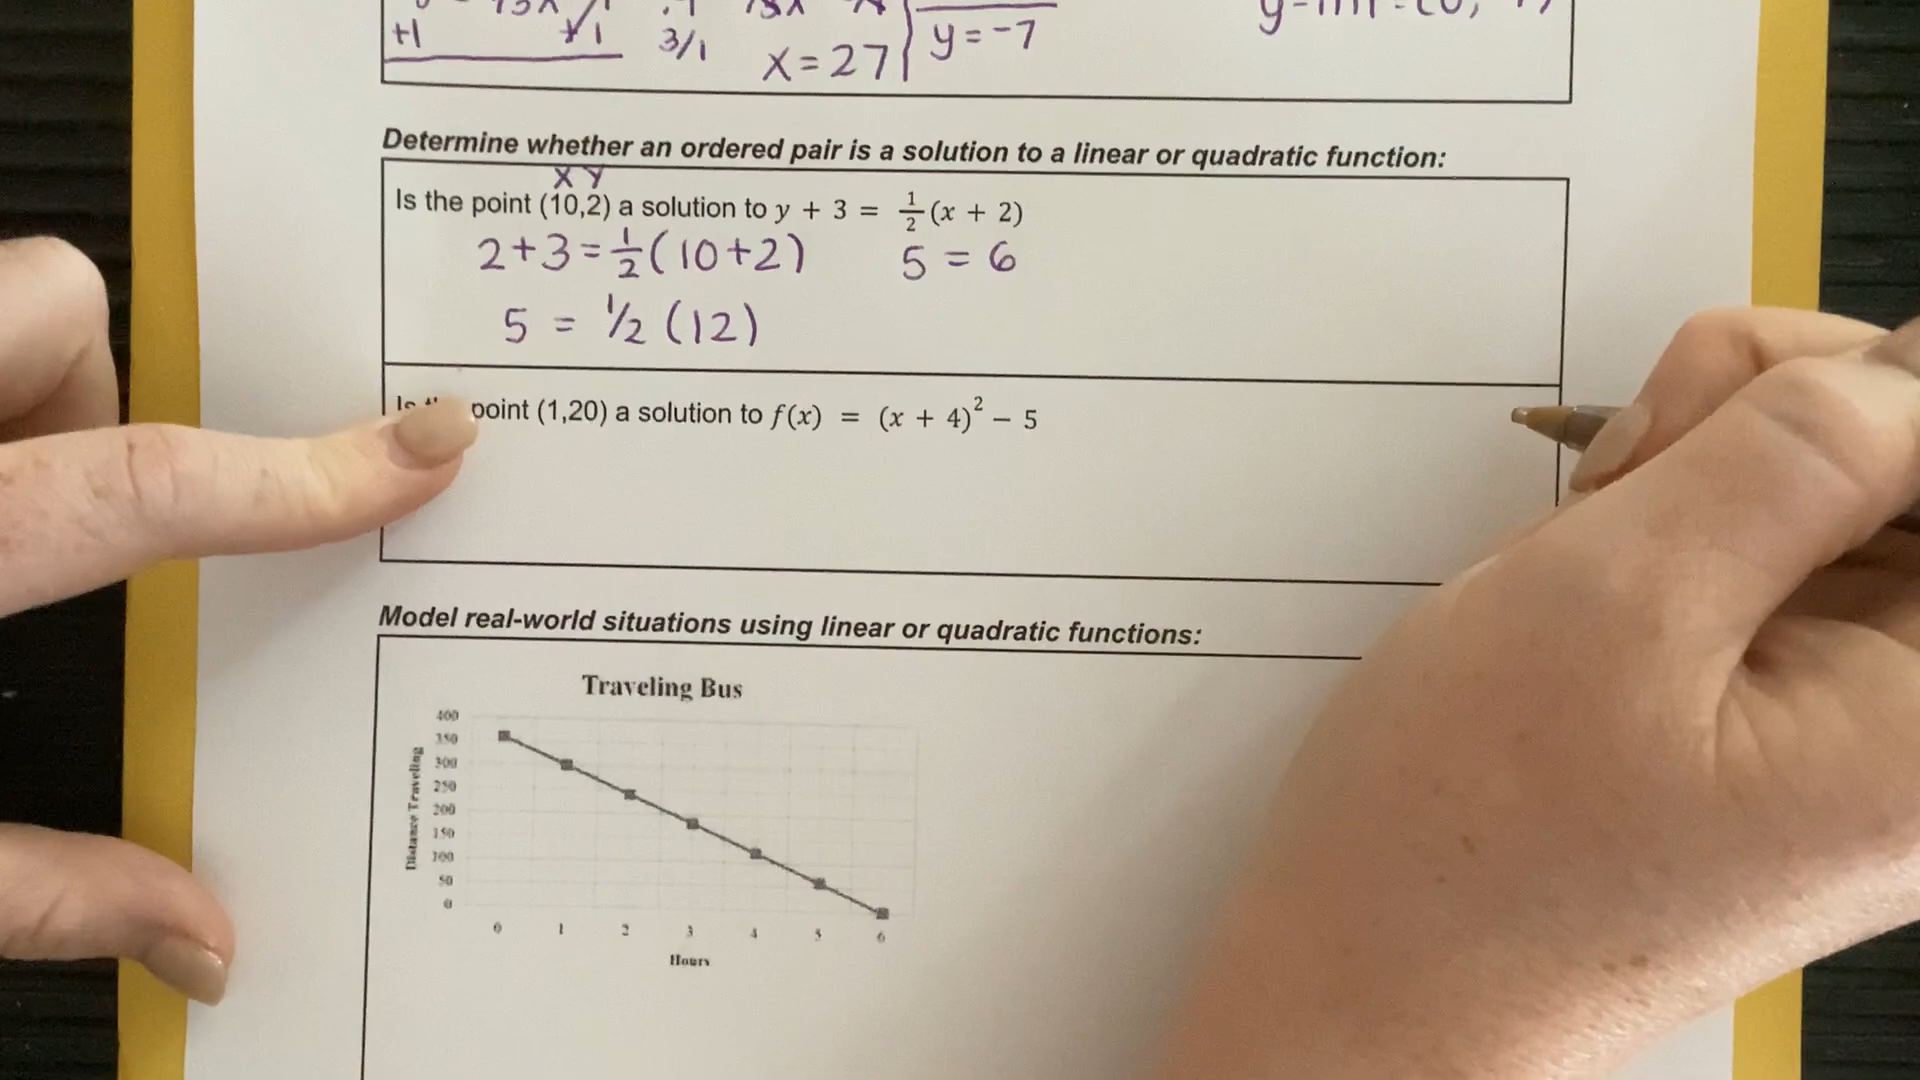 +1
3/1
x=27
y=-7
Determine whether an ordered pair is a solution to a linear or quadratic function:
X Y
Is the point (10,2) a solution to y + 3 = 1/2 (x + 2)
2+3=1/2(10+2) 5 = 6
5 = 1/2 (12)
point (1,20) a solution to f(x) = (x + 4)² − 5
Model real-world situations using linear or quadratic functions:
Traveling Bus
400
350
300
250
200
150
100
50
0
Distance Traveling
0 1 2 3 4 5 6
Hours